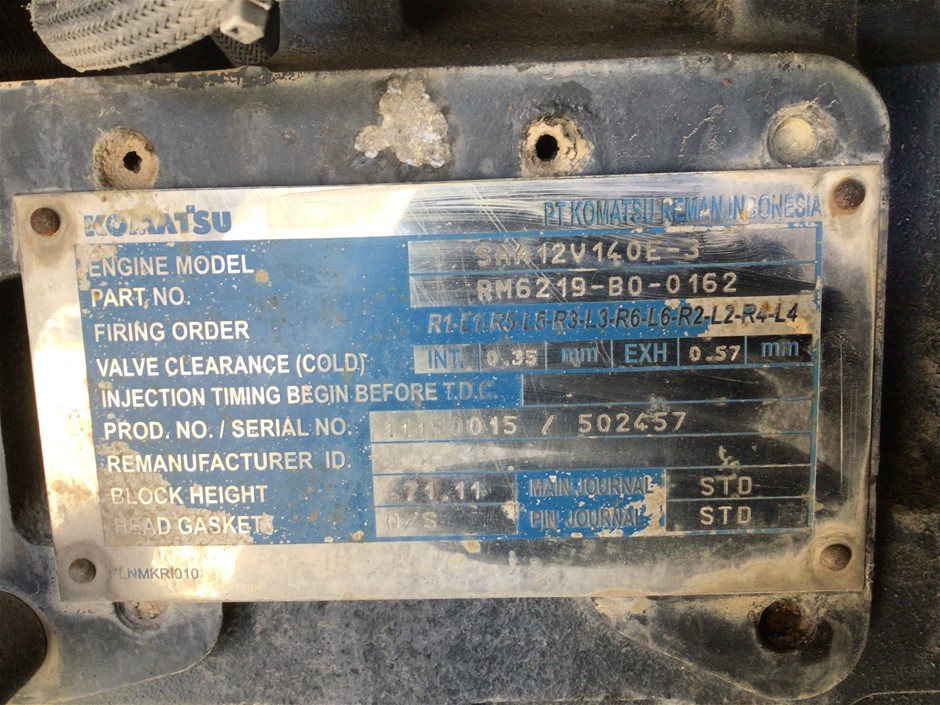 KOMATSU PT KOMATSU REMAN INDONESIA
ENGINE MODEL SAA12V140E-3
PART, NO. RM6219-B0-0162
FIRING ORDER R1-L1-R5-L5-R3-L3-R6-L6-R2-L2-R4-L4
VALVE CLEARANCE (COLD) INT. 0.35 mm EXH 0.57 mm
INJECTION TIMING BEGIN BEFORE T.D.C.
PROD. NO. / SERIAL NO. 11150015 / 502457
REMANUFACTURER ID.
BLOCK HEIGHT 471.11 MAIN JOURNAL STD
HEAD GASKET O/S PIN JOURNAL STD